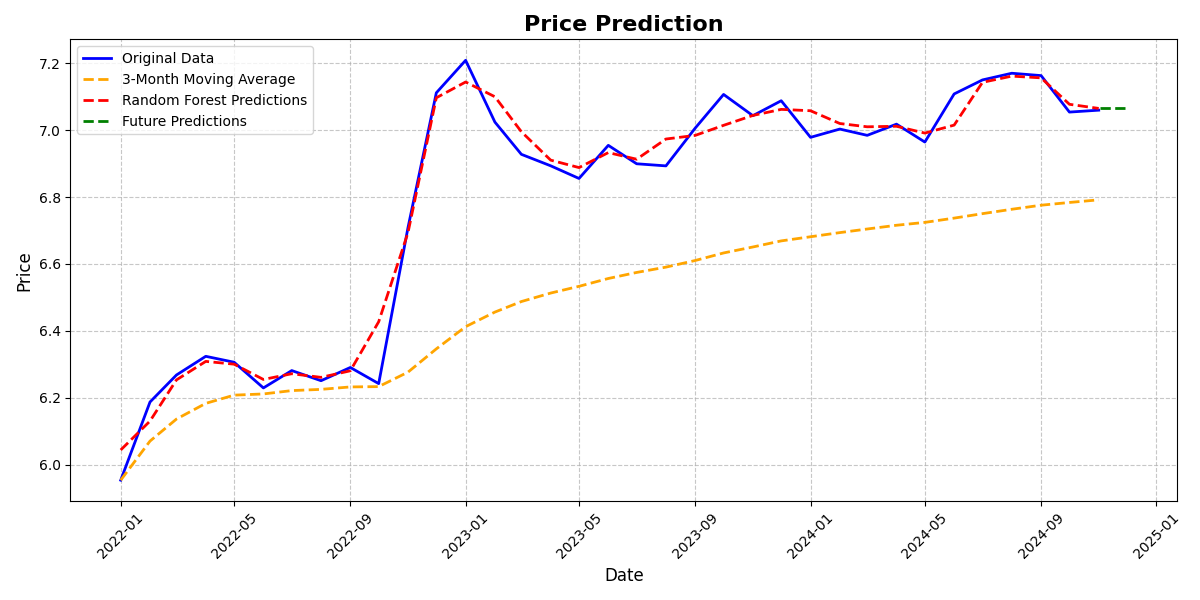 Price Prediction
Original Data
3-Month Moving Average
Random Forest Predictions
Future Predictions
Price
7.2
7.0
6.8
6.6
6.4
6.2
6.0
2022-01
2022-05
2022-09
2023-01
2023-05
2023-09
2024-01
2024-05
2024-09
2025-01
Date